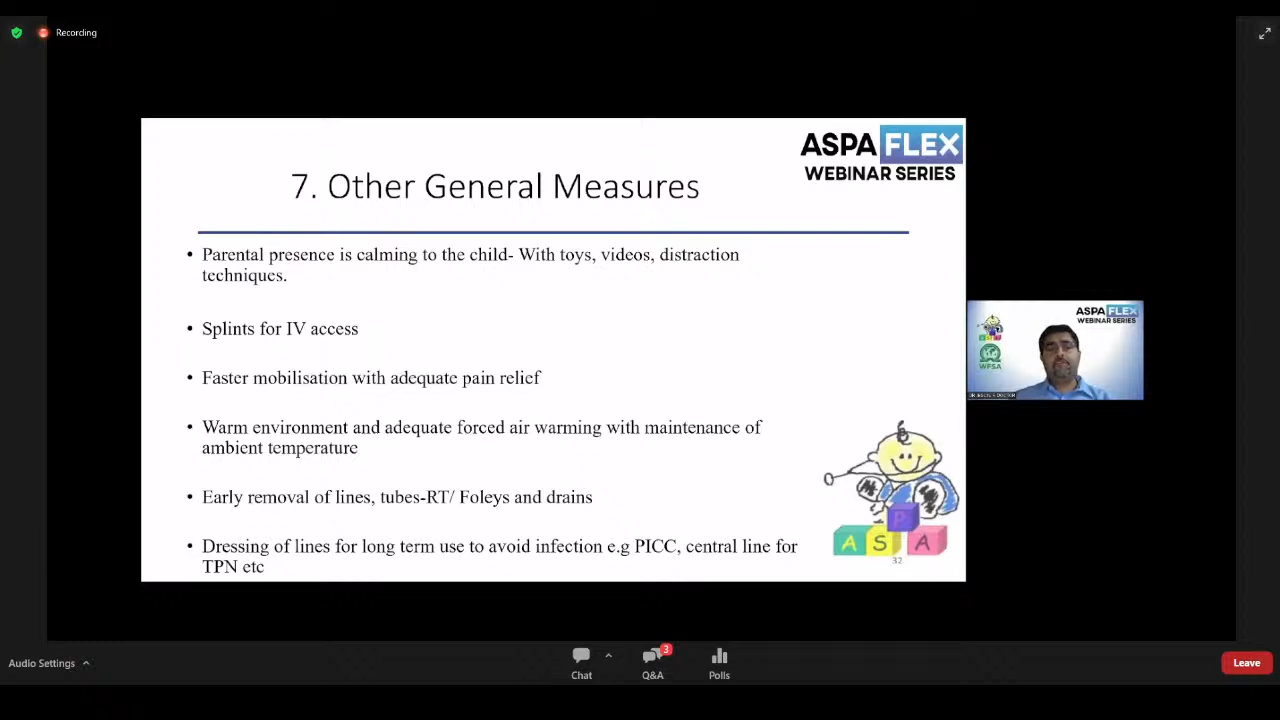 Recording
ASPA FLEX
WEBINAR SERIES
7. Other General Measures
• Parental presence is calming to the child- With toys, videos, distraction
techniques.
• Splints for IV access
• Faster mobilisation with adequate pain relief
• Warm environment and adequate forced air warming with maintenance of
ambient temperature
• Early removal of lines, tubes-RT/ Foleys and drains
• Dressing of lines for long term use to avoid infection e.g PICC, central line for
TPN etc
P
A S A
32
ASPA FLEX
WEBINAR SERIES
WFSA
Audio Settings
Chat
Q&A
3
Polls
Leave